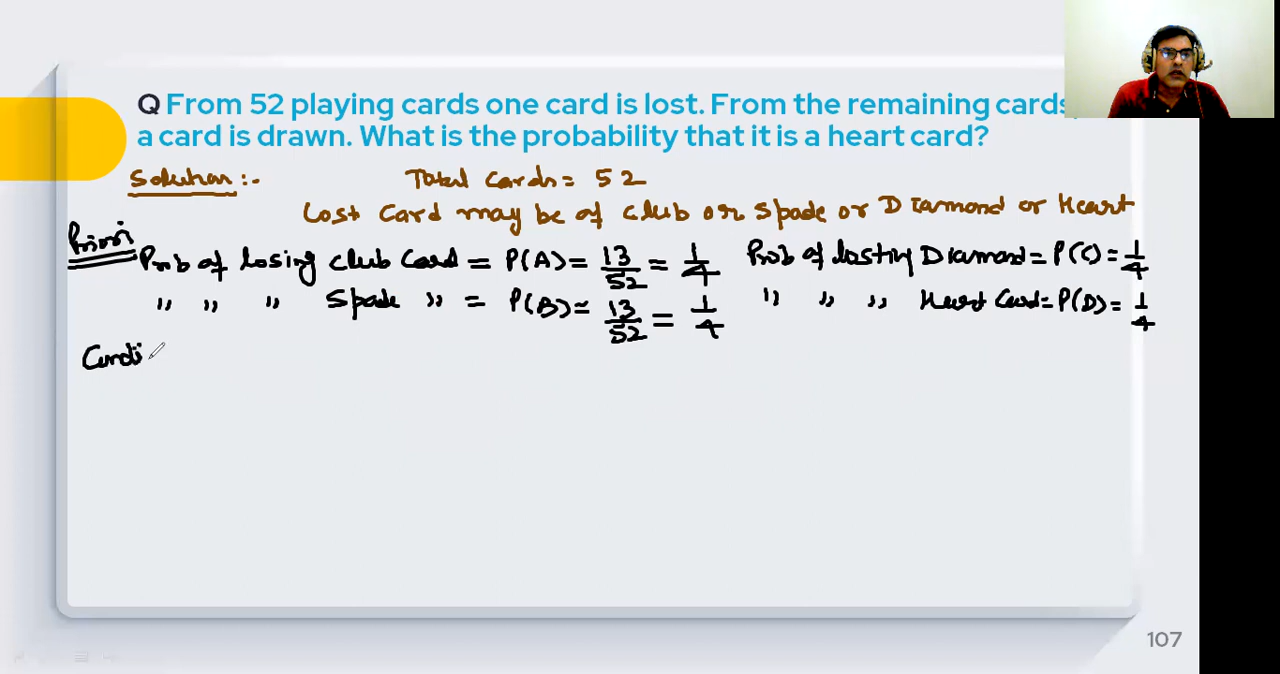 Q From 52 playing cards one card is lost. From the remaining cards,
a card is drawn. What is the probability that it is a heart card?
Solution:- Total Cards = 52
Lost Card may be of Club or Spade or Diamond or Heart
Priori
Prob of losing Club Card = P(A) = 13/52 = 1/4 Prob of losting Diamond = P(C) = 1/4
" " " Spade " = P(B) = 13/52 = 1/4 " " " Heart Card = P(D) = 1/4
Conditi
107